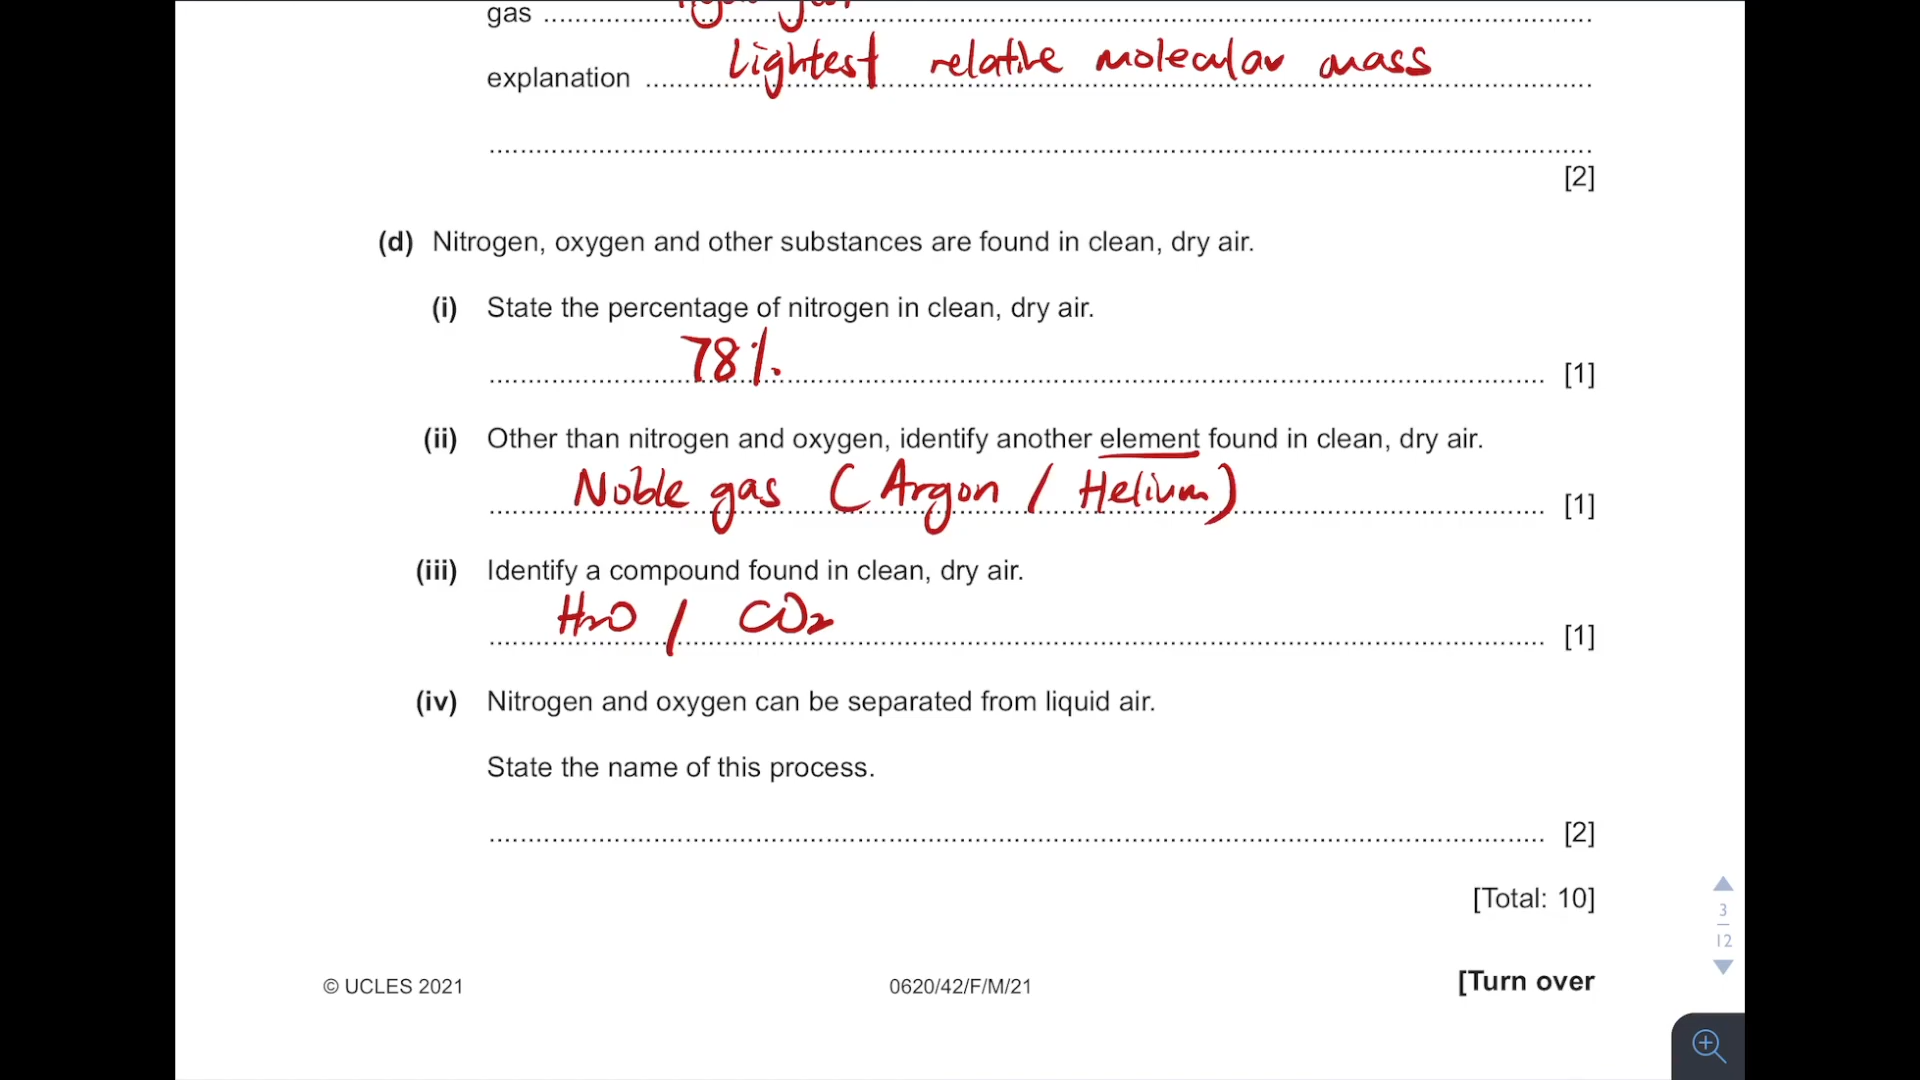 gas
explanation Lightest relative molecular mass
[2]
(d) Nitrogen, oxygen and other substances are found in clean, dry air.
(i) State the percentage of nitrogen in clean, dry air.
78% [1]
(ii) Other than nitrogen and oxygen, identify another element found in clean, dry air.
Noble gas (Argon / Helium) [1]
(iii) Identify a compound found in clean, dry air.
H2O / CO2 [1]
(iv) Nitrogen and oxygen can be separated from liquid air.
State the name of this process.
[2]
[Total: 10]
3
12
© UCLES 2021 0620/42/F/M/21 [Turn over